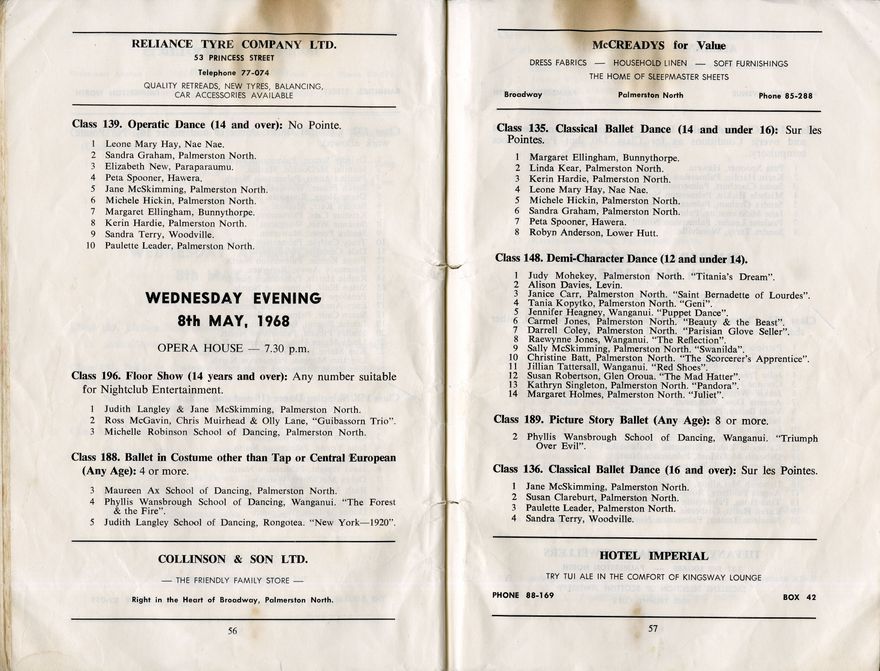 RELIANCE TYRE COMPANY LTD.
53 PRINCESS STREET
Telephone 77-074
QUALITY RETREADS, NEW TYRES, BALANCING,
CAR ACCESSORIES AVAILABLE
Class 139. Operatic Dance (14 and over): No Pointe.
1 Leone Mary Hay, Nae Nae.
2 Sandra Graham, Palmerston North.
3 Elizabeth New, Paraparaumu.
4 Peta Spooner, Hawera.
5 Jane McSkimming, Palmerston North.
6 Michele Hickin, Palmerston North.
7 Margaret Ellingham, Bunnythorpe.
8 Kerin Hardie, Palmerston North.
9 Sandra Terry, Woodville.
10 Paulette Leader, Palmerston North.
WEDNESDAY EVENING
8th MAY, 1968
OPERA HOUSE — 7.30 p.m.
Class 196. Floor Show (14 years and over): Any number suitable
for Nightclub Entertainment.
1 Judith Langley & Jane McSkimming, Palmerston North.
2 Ross McGavin, Chris Muirhead & Olly Lane, "Guibassorn Trio".
3 Michelle Robinson School of Dancing, Palmerston North.
Class 188. Ballet in Costume other than Tap or Central European
(Any Age): 4 or more.
3 Maureen Ax School of Dancing, Palmerston North.
4 Phyllis Wansbrough School of Dancing, Wanganui. "The Forest
& the Fire".
5 Judith Langley School of Dancing, Rongotea. "New York—1920".
COLLINSON & SON LTD.
— THE FRIENDLY FAMILY STORE —
Right in the Heart of Broadway, Palmerston North.
56
McCREADYS for Value
DRESS FABRICS — HOUSEHOLD LINEN — SOFT FURNISHINGS
THE HOME OF SLEEPMASTER SHEETS
Broadway Palmerston North Phone 85-288
Class 135. Classical Ballet Dance (14 and under 16): Sur les
Pointes.
1 Margaret Ellingham, Bunnythorpe.
2 Linda Kear, Palmerston North.
3 Kerin Hardie, Palmerston North.
4 Leone Mary Hay, Nae Nae.
5 Michele Hickin, Palmerston North.
6 Sandra Graham, Palmerston North.
7 Peta Spooner, Hawera.
8 Robyn Anderson, Lower Hutt.
Class 148. Demi-Character Dance (12 and under 14).
1 Judy Mohekey, Palmerston North. "Titania's Dream".
2 Alison Davies, Levin.
3 Janice Carr, Palmerston North. "Saint Bernadette of Lourdes".
4 Tania Kopytko, Palmerston North. "Geni".
5 Jennifer Heagney, Wanganui. "Puppet Dance".
6 Carmel Jones, Palmerston North. "Beauty & the Beast".
7 Darrell Coley, Palmerston North. "Parisian Glove Seller".
8 Raewynne Jones, Wanganui. "The Reflection".
9 Sally McSkimming, Palmerston North. "Swanilda".
10 Christine Batt, Palmerston North. "The Scorcerer's Apprentice".
11 Jillian Tattersall, Wanganui. "Red Shoes".
12 Susan Robertson, Glen Oroua. "The Mad Hatter".
13 Kathryn Singleton, Palmerston North. "Pandora".
14 Margaret Holmes, Palmerston North. "Juliet".
Class 189. Picture Story Ballet (Any Age): 8 or more.
2 Phyllis Wansbrough School of Dancing, Wanganui. "Triumph
Over Evil".
Class 136. Classical Ballet Dance (16 and over): Sur les Pointes.
1 Jane McSkimming, Palmerston North.
2 Susan Clareburt, Palmerston North.
3 Paulette Leader, Palmerston North.
4 Sandra Terry, Woodville.
HOTEL IMPERIAL
TRY TUI ALE IN THE COMFORT OF KINGSWAY LOUNGE
PHONE 88-169 BOX 42
57